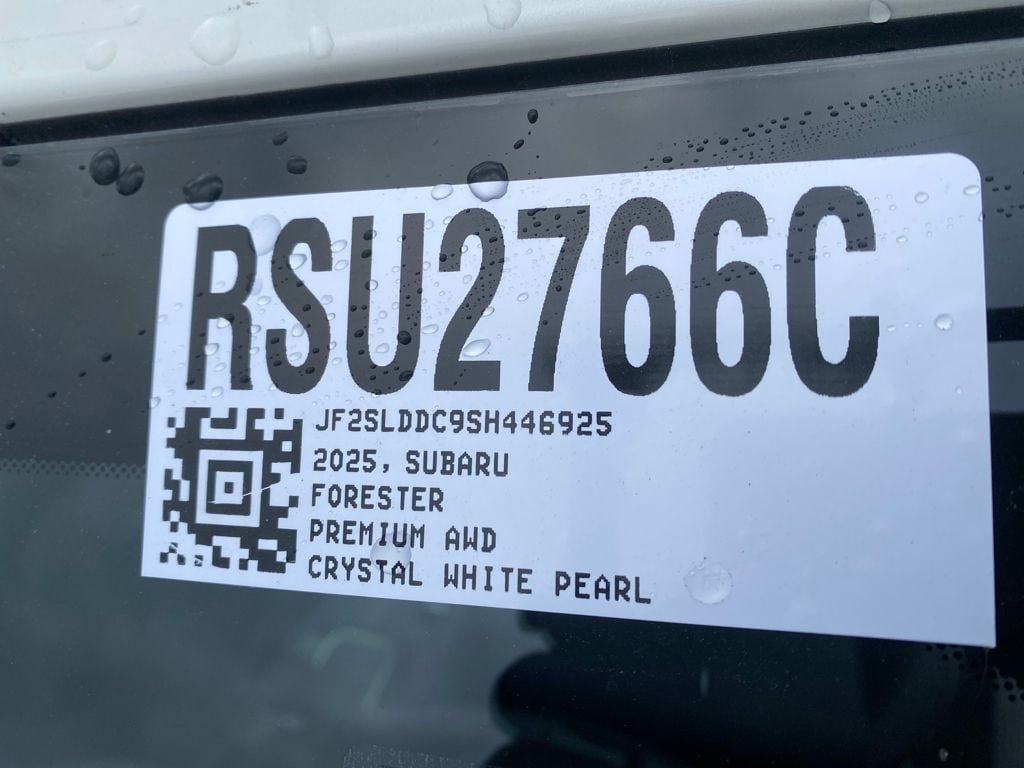 RSU2766C
JF2SLDDC9SH446925
2025, SUBARU
FORESTER
PREMIUM AWD
CRYSTAL WHITE PEARL